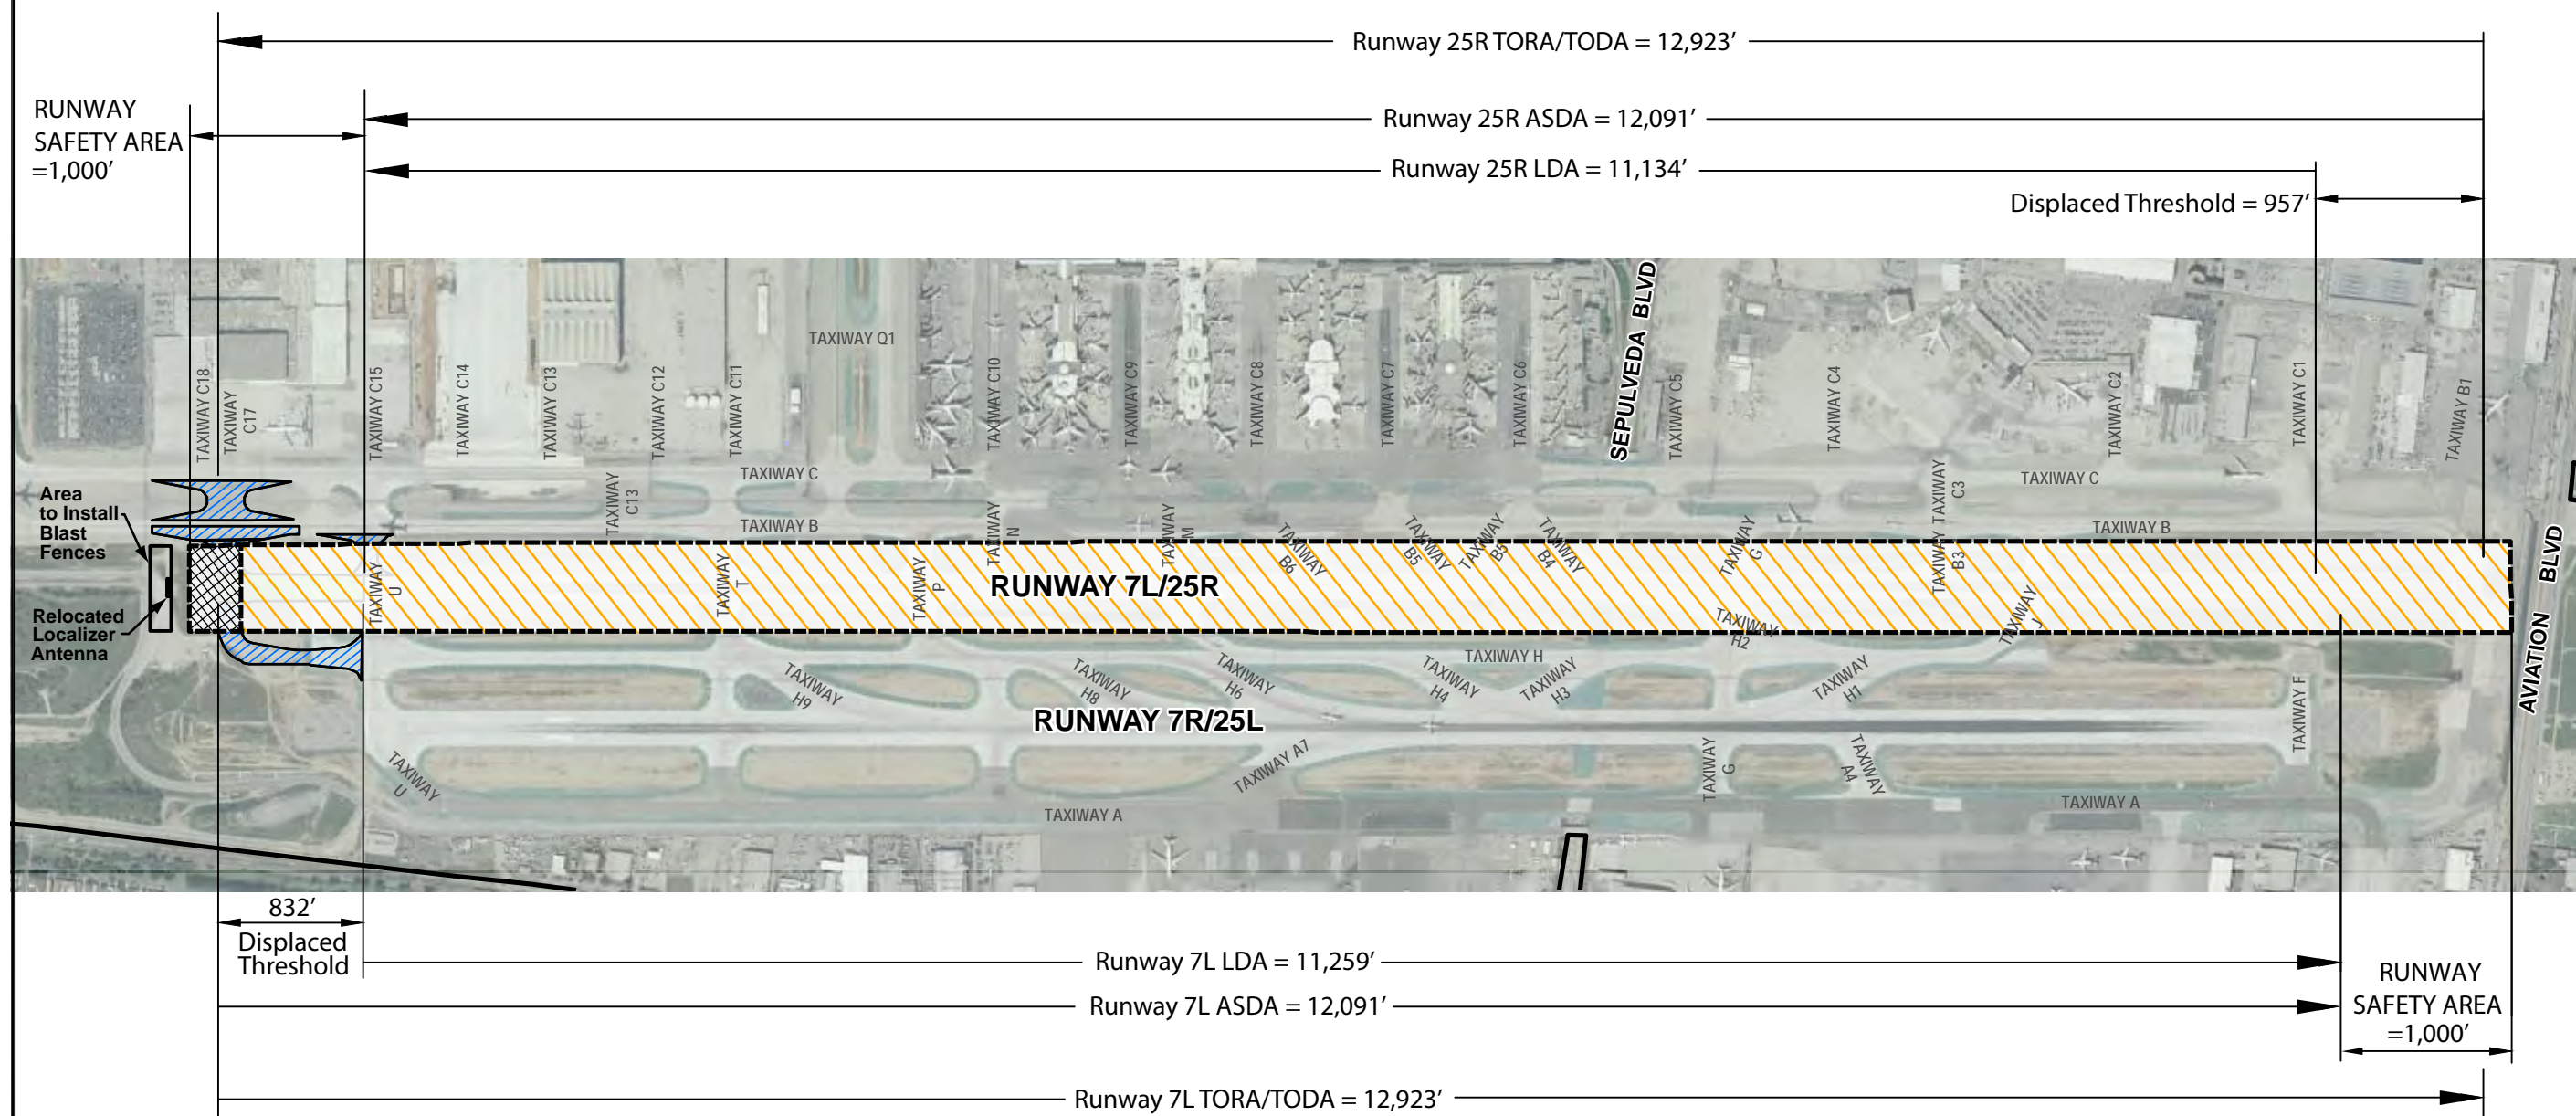 Runway 25R TORA/TODA = 12,923’
RUNWAY
SAFETY AREA
=1,000’
Runway 25R ASDA = 12,091’
Runway 25R LDA = 11,134’
Displaced Threshold = 957’
TAXIWAY C18
TAXIWAY
C17
TAXIWAY C15
TAXIWAY C14
TAXIWAY C13
TAXIWAY C12
TAXIWAY C11
TAXIWAY Q1
TAXIWAY C10
TAXIWAY C9
TAXIWAY C8
TAXIWAY C7
TAXIWAY C6
SEPULVEDA BLVD
TAXIWAY C5
TAXIWAY C4
TAXIWAY C2
TAXIWAY C1
TAXIWAY B1
TAXIWAY C
TAXIWAY
C13
TAXIWAY B
TAXIWAY
N
TAXIWAY
M
TAXIWAY
B6
TAXIWAY
B5
TAXIWAY
B5
TAXIWAY
B4
TAXIWAY
G
TAXIWAY
C3
TAXIWAY
B3
TAXIWAY C
TAXIWAY B
Area
to Install
Blast
Fences
Relocated
Localizer
Antenna
TAXIWAY
U
TAXIWAY
T
TAXIWAY
P
RUNWAY 7L/25R
TAXIWAY
H2
TAXIWAY
J
AVIATION BLVD
TAXIWAY H
TAXIWAY
H9
TAXIWAY
H8
TAXIWAY
H6
TAXIWAY
H4
TAXIWAY
H3
TAXIWAY
H1
TAXIWAY F
RUNWAY 7R/25L
TAXIWAY
U
TAXIWAY A7
TAXIWAY
G
TAXIWAY
A4
TAXIWAY A
TAXIWAY A
832’
Displaced
Threshold
Runway 7L LDA = 11,259’
Runway 7L ASDA = 12,091’
RUNWAY
SAFETY AREA
=1,000’
Runway 7L TORA/TODA = 12,923’